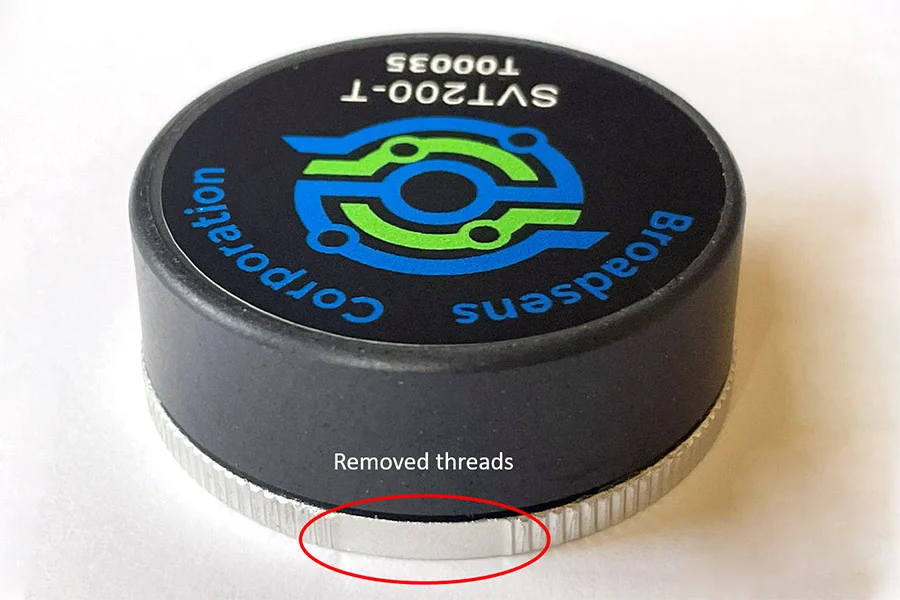 SVT200-T
T00035
Broadsens Corporation
Removed threads